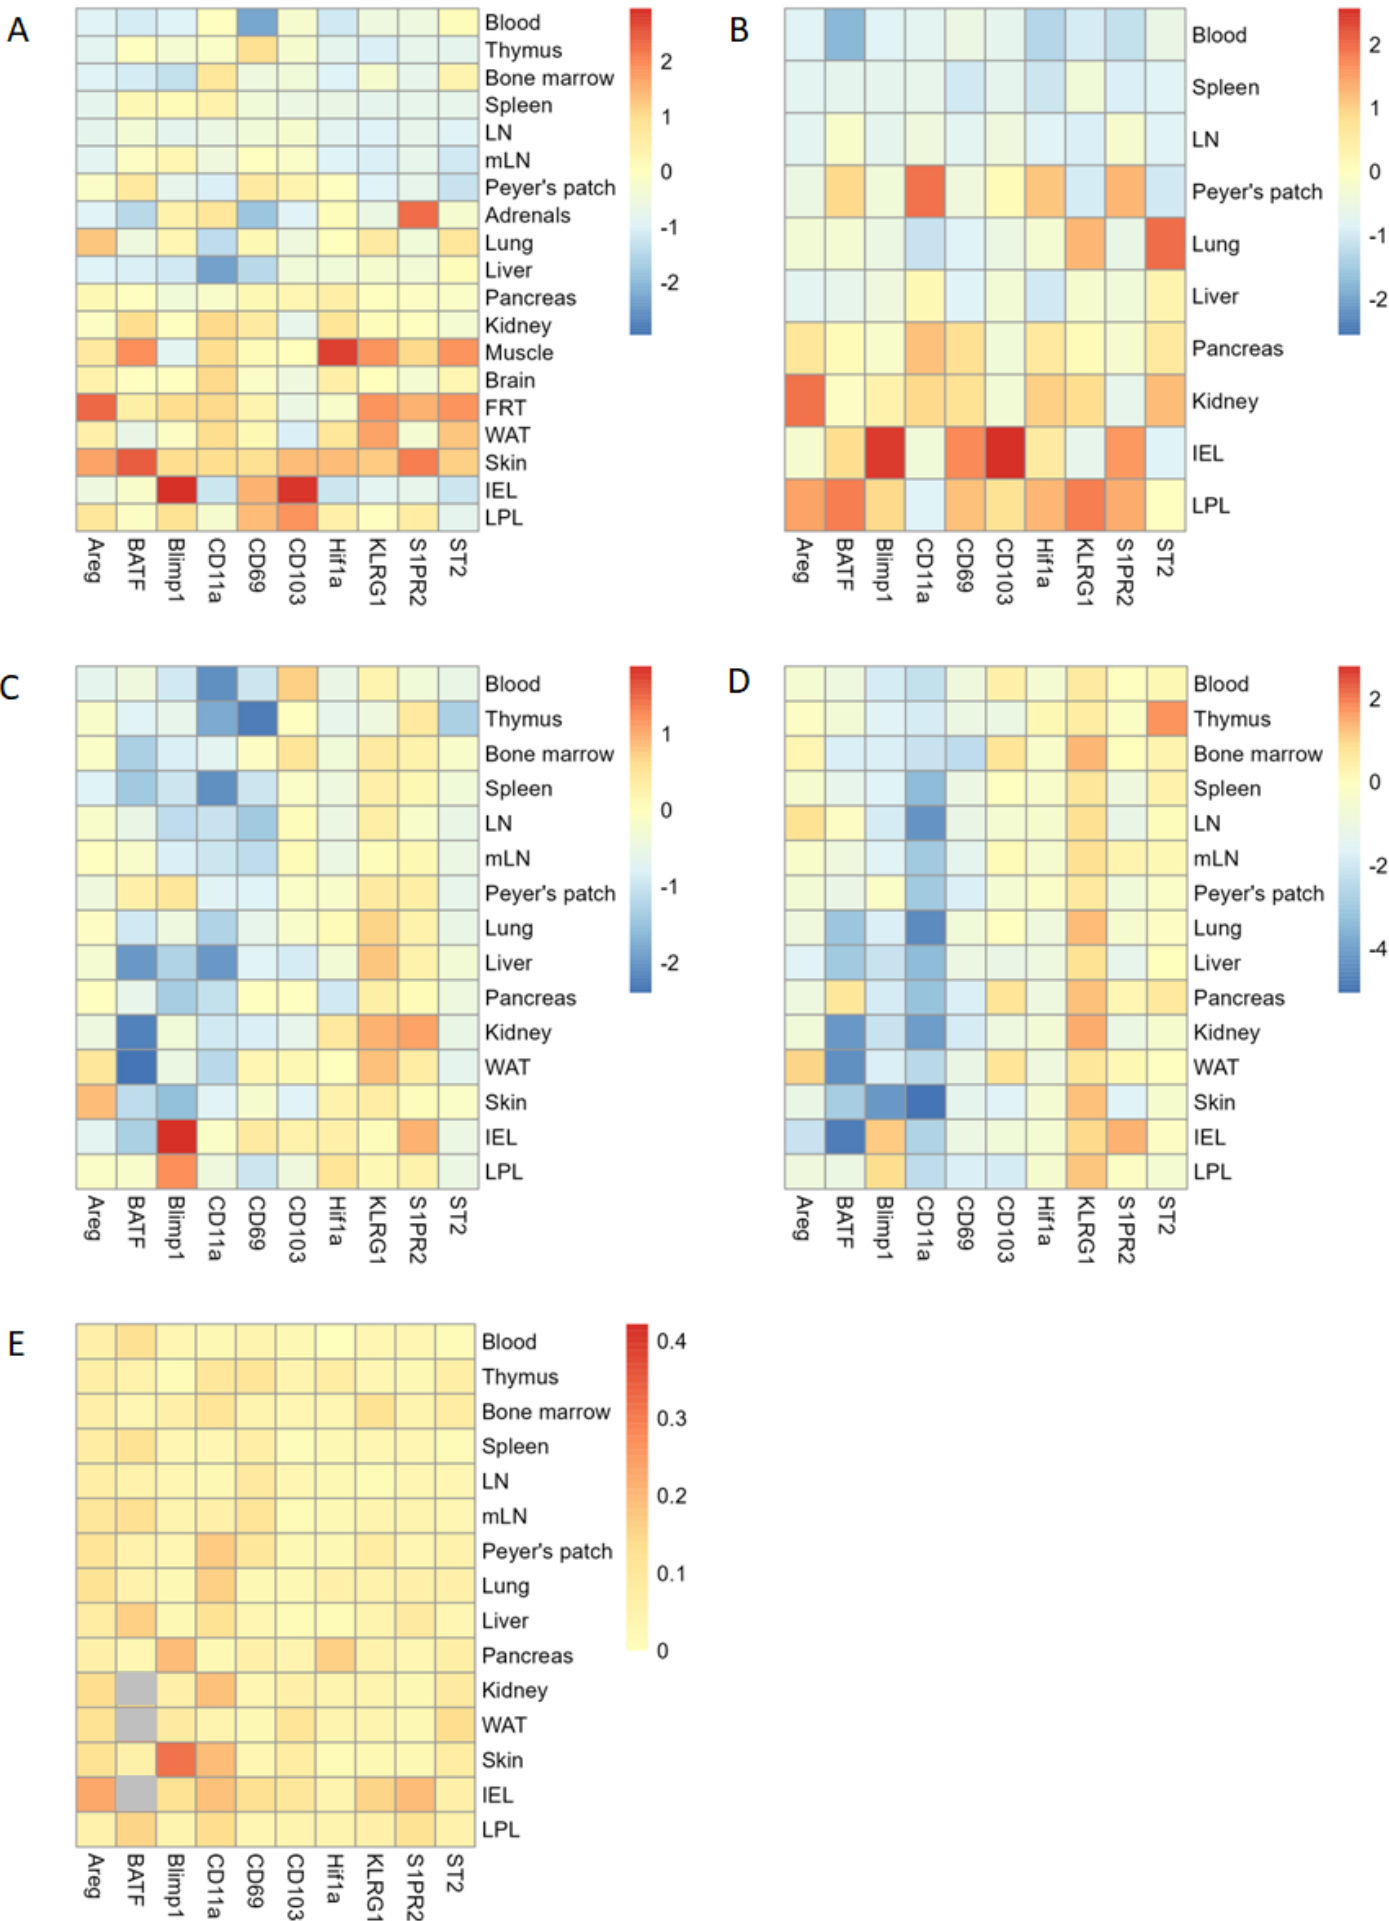 A
Blood
Thymus
Bone marrow
Spleen
LN
mLN
Peyer's patch
Adrenals
Lung
Liver
Pancreas
Kidney
Muscle
Brain
FRT
WAT
Skin
IEL
LPL
2
1
0
-1
-2
Areg
BATF
Blimp1
CD11a
CD69
CD103
Hif1a
KLRG1
S1PR2
ST2
B
Blood
Spleen
LN
Peyer's patch
Lung
Liver
Pancreas
Kidney
IEL
LPL
2
1
0
-1
-2
Areg
BATF
Blimp1
CD11a
CD69
CD103
Hif1a
KLRG1
S1PR2
ST2
C
Blood
Thymus
Bone marrow
Spleen
LN
mLN
Peyer's patch
Lung
Liver
Pancreas
Kidney
WAT
Skin
IEL
LPL
1
0
-1
-2
Areg
BATF
Blimp1
CD11a
CD69
CD103
Hif1a
KLRG1
S1PR2
ST2
D
Blood
Thymus
Bone marrow
Spleen
LN
mLN
Peyer's patch
Lung
Liver
Pancreas
Kidney
WAT
Skin
IEL
LPL
2
0
-2
-4
Areg
BATF
Blimp1
CD11a
CD69
CD103
Hif1a
KLRG1
S1PR2
ST2
E
Blood
Thymus
Bone marrow
Spleen
LN
mLN
Peyer's patch
Lung
Liver
Pancreas
Kidney
WAT
Skin
IEL
LPL
0.4
0.3
0.2
0.1
0
Areg
BATF
Blimp1
CD11a
CD69
CD103
Hif1a
KLRG1
S1PR2
ST2